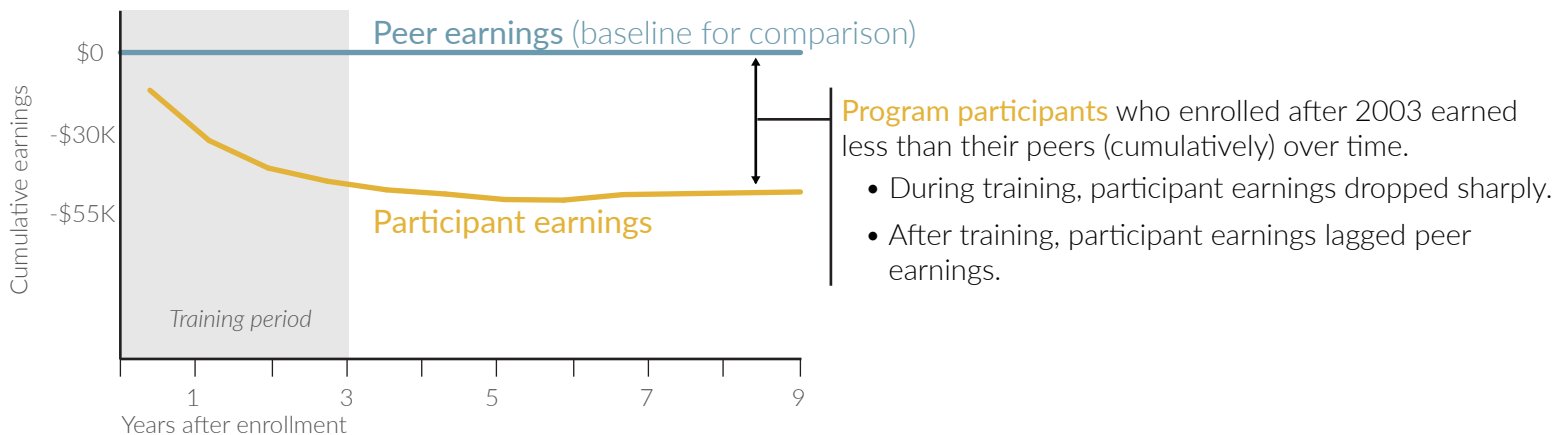 Peer earnings (baseline for comparison)
$0
-$30K
-$55K
Cumulative earnings
Participant earnings
Training period
1 3 5 7 9
Years after enrollment
Program participants who enrolled after 2003 earned
less than their peers (cumulatively) over time.
• During training, participant earnings dropped sharply.
• After training, participant earnings lagged peer
earnings.